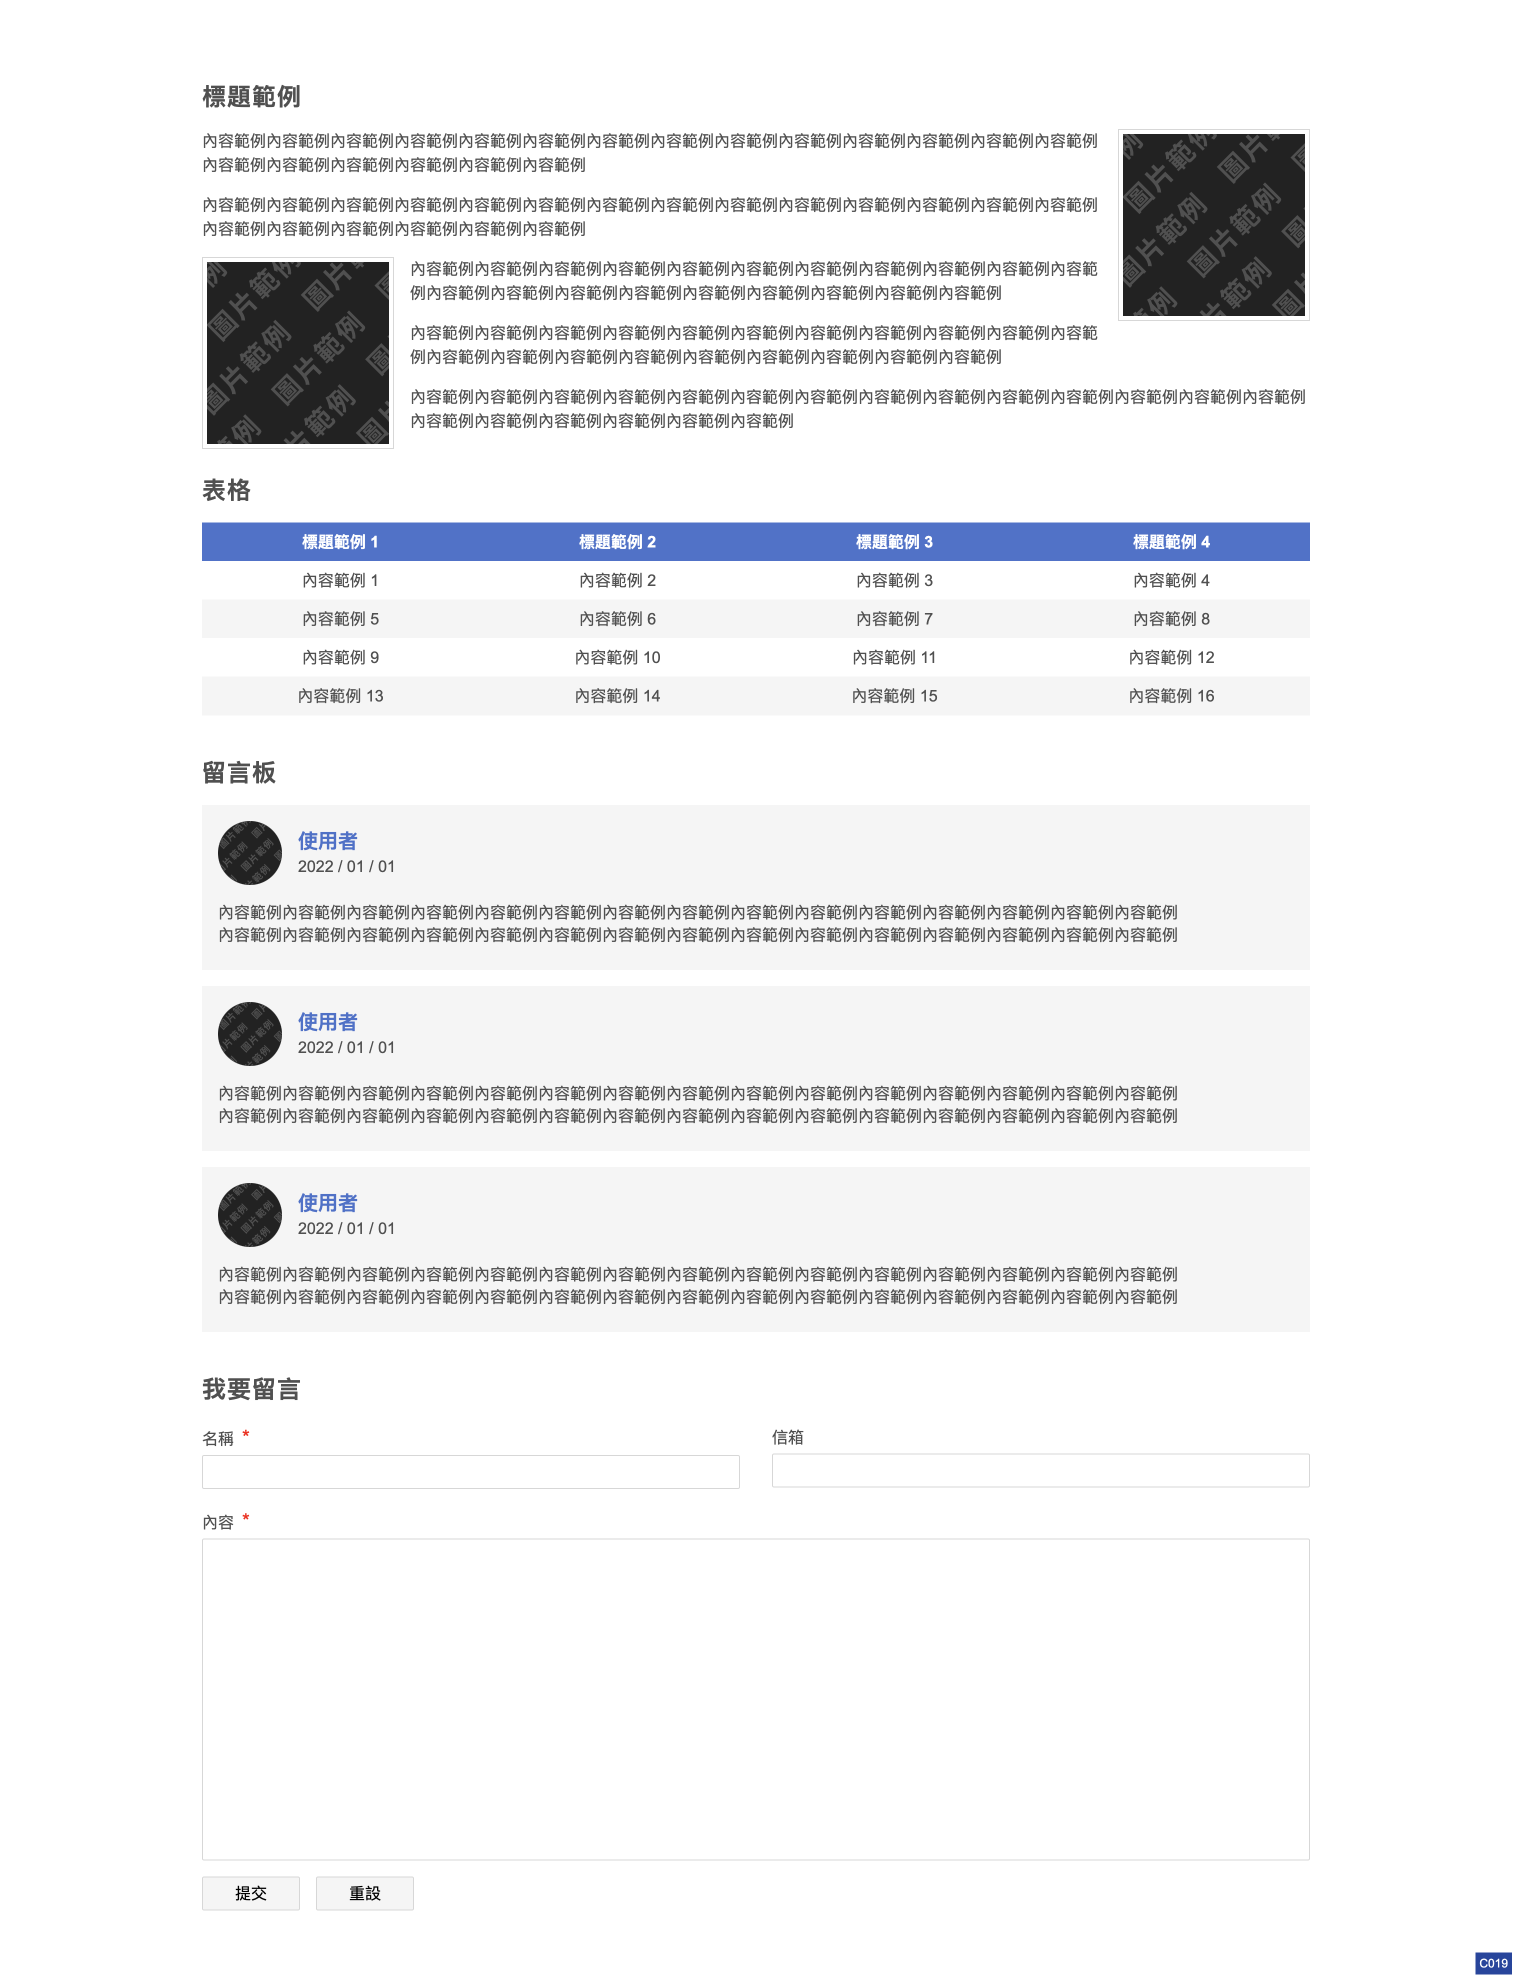 標題範例
內容範例內容範例內容範例內容範例內容範例內容範例內容範例內容範例內容範例內容範例內容範例內容範例內容範例內容範例
內容範例內容範例內容範例內容範例內容範例內容範例
內容範例內容範例內容範例內容範例內容範例內容範例內容範例內容範例內容範例內容範例內容範例內容範例內容範例內容範例
內容範例內容範例內容範例內容範例內容範例內容範例
圖片範例
圖片範例
內容範例內容範例內容範例內容範例內容範例內容範例內容範例內容範例內容範例內容範例內容範
例內容範例內容範例內容範例內容範例內容範例內容範例內容範例內容範例內容範例
內容範例內容範例內容範例內容範例內容範例內容範例內容範例內容範例內容範例內容範例內容範
例內容範例內容範例內容範例內容範例內容範例內容範例內容範例內容範例內容範例
內容範例內容範例內容範例內容範例內容範例內容範例內容範例內容範例內容範例內容範例內容範例內容範例內容範例內容範例
內容範例內容範例內容範例內容範例內容範例內容範例
圖片範例
圖片範例
表格
標題範例 1 標題範例 2 標題範例 3 標題範例 4
內容範例 1 內容範例 2 內容範例 3 內容範例 4
內容範例 5 內容範例 6 內容範例 7 內容範例 8
內容範例 9 內容範例 10 內容範例 11 內容範例 12
內容範例 13 內容範例 14 內容範例 15 內容範例 16
留言板
使用者
2022 / 01 / 01
內容範例內容範例內容範例內容範例內容範例內容範例內容範例內容範例內容範例內容範例內容範例內容範例內容範例內容範例內容範例
內容範例內容範例內容範例內容範例內容範例內容範例內容範例內容範例內容範例內容範例內容範例內容範例內容範例內容範例內容範例
使用者
2022 / 01 / 01
內容範例內容範例內容範例內容範例內容範例內容範例內容範例內容範例內容範例內容範例內容範例內容範例內容範例內容範例內容範例
內容範例內容範例內容範例內容範例內容範例內容範例內容範例內容範例內容範例內容範例內容範例內容範例內容範例內容範例內容範例
使用者
2022 / 01 / 01
內容範例內容範例內容範例內容範例內容範例內容範例內容範例內容範例內容範例內容範例內容範例內容範例內容範例內容範例內容範例
內容範例內容範例內容範例內容範例內容範例內容範例內容範例內容範例內容範例內容範例內容範例內容範例內容範例內容範例內容範例
我要留言
名稱 * 信箱
內容 *
提交 重設
C019